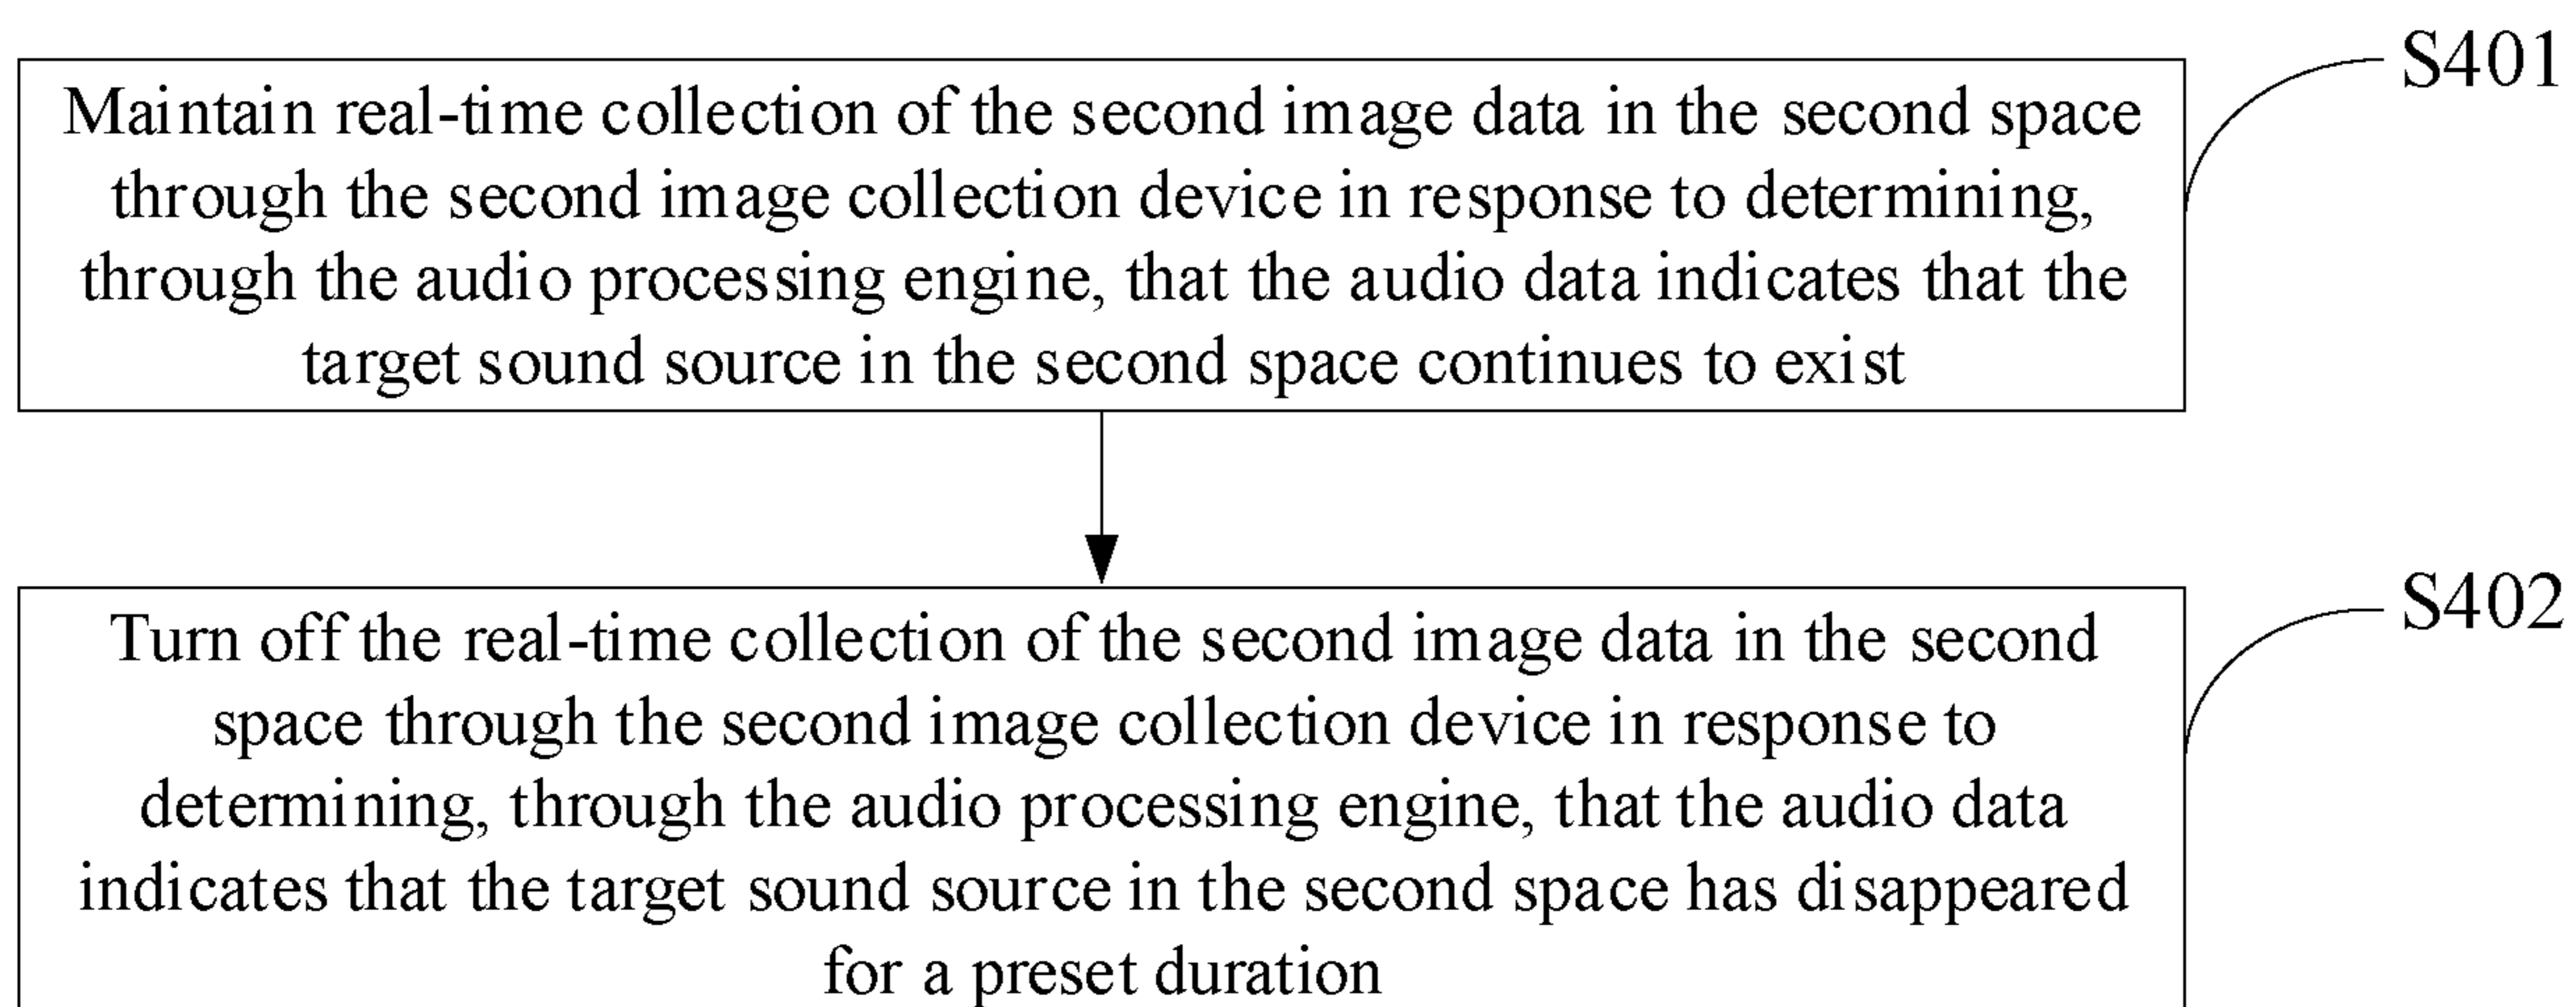 S401
Maintain real-time collection of the second image data in the second space
through the second image collection device in response to determining,
through the audio processing engine, that the audio data indicates that the
target sound source in the second space continues to exist
S402
Turn off the real-time collection of the second image data in the second
space through the second image collection device in response to
determining, through the audio processing engine, that the audio data
indicates that the target sound source in the second space has disappeared
for a preset duration